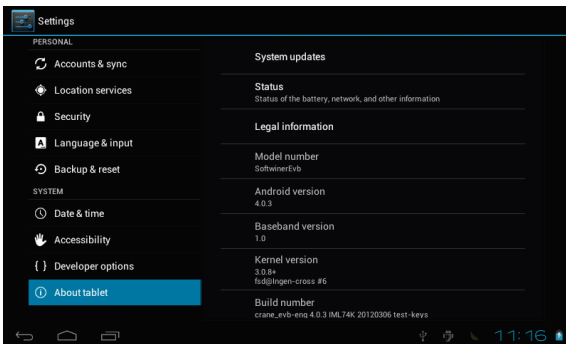 Settings
PERSONAL
Accounts & sync
Location services
Security
Language & input
Backup & reset
SYSTEM
Date & time
Accessibility
{ } Developer options
About tablet
System updates
Status
Status of the battery, network, and other information
Legal information
Model number
SoftwinerEvb
Android version
4.0.3
Baseband version
1.0
Kernel version
3.0.8+
fsd@Ingen-cross #6
Build number
crane_evb-eng 4.0.3 IML74K 20120306 test-keys
11:16